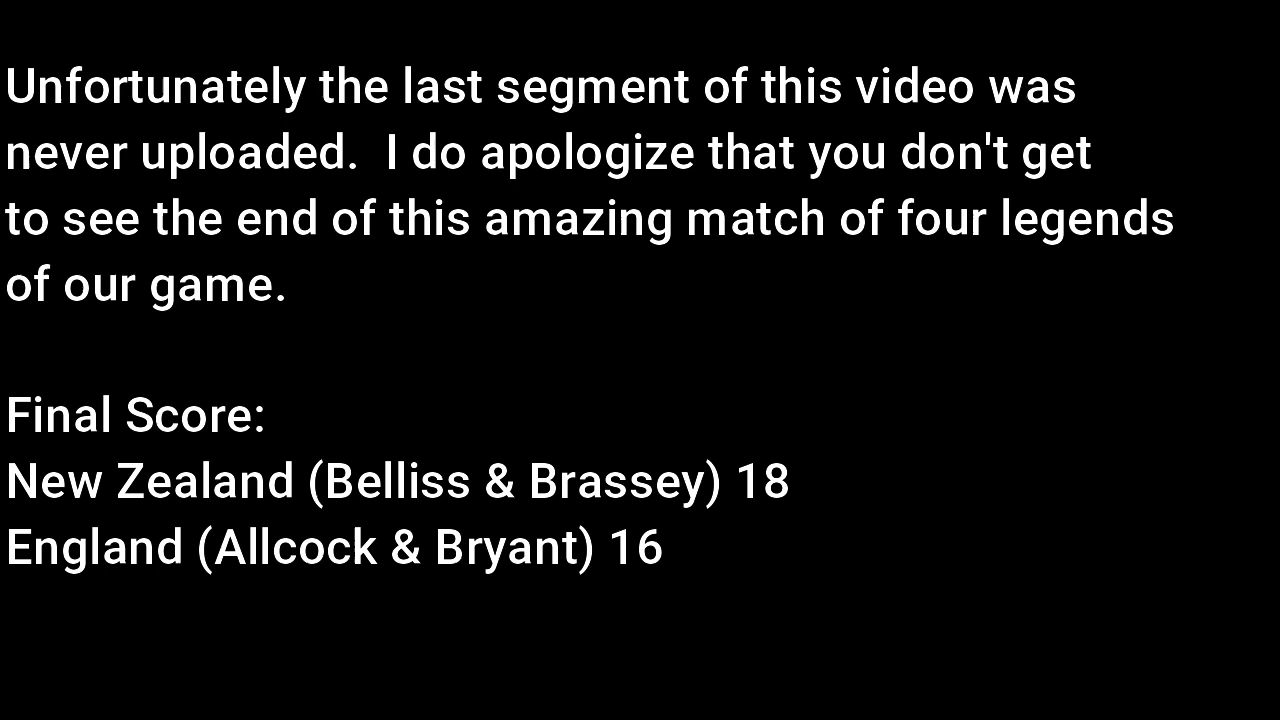 Unfortunately the last segment of this video was
never uploaded.  I do apologize that you don't get
to see the end of this amazing match of four legends
of our game.

Final Score:
New Zealand (Belliss & Brassey) 18
England (Allcock & Bryant) 16